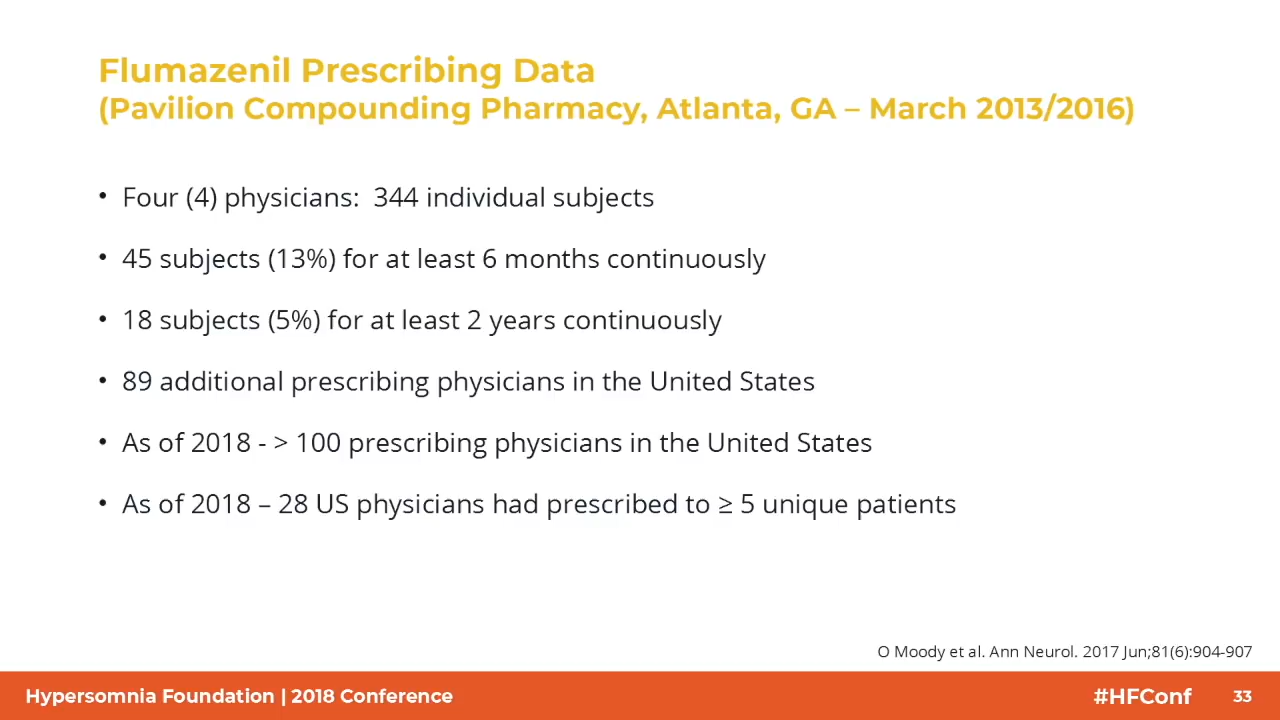 Flumazenil Prescribing Data
(Pavilion Compounding Pharmacy, Atlanta, GA – March 2013/2016)
• Four (4) physicians:  344 individual subjects
• 45 subjects (13%) for at least 6 months continuously
• 18 subjects (5%) for at least 2 years continuously
• 89 additional prescribing physicians in the United States
• As of 2018 - > 100 prescribing physicians in the United States
• As of 2018 – 28 US physicians had prescribed to ≥ 5 unique patients
O Moody et al. Ann Neurol. 2017 Jun;81(6):904-907
Hypersomnia Foundation | 2018 Conference
#HFConf
33